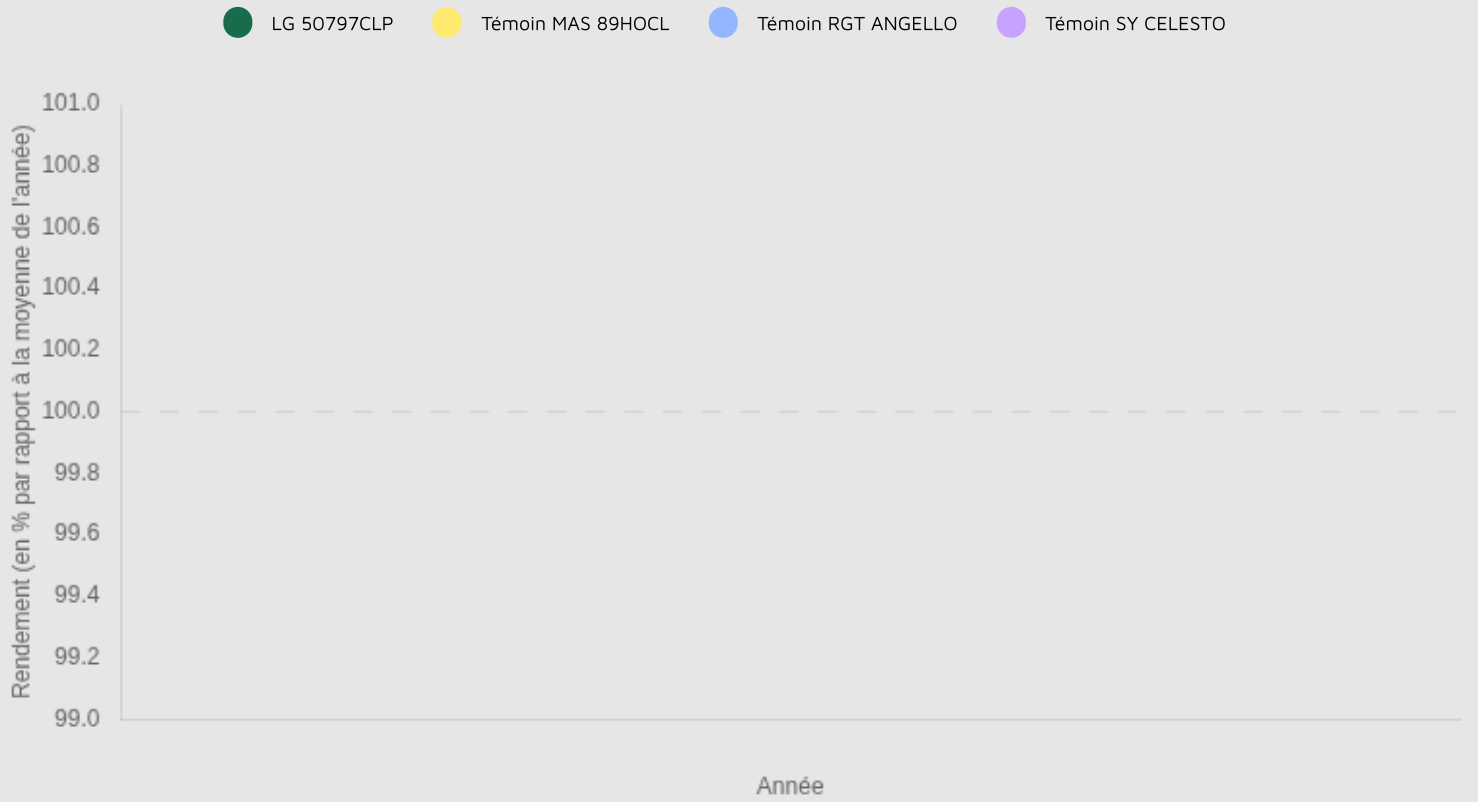 LG 50797CLP
Témoin MAS 89HOCL
Témoin RGT ANGELLO
Témoin SY CELESTO
Rendement (en % par rapport à la moyenne de l'année)
101.0
100.8
100.6
100.4
100.2
100.0
99.8
99.6
99.4
99.2
99.0
Année